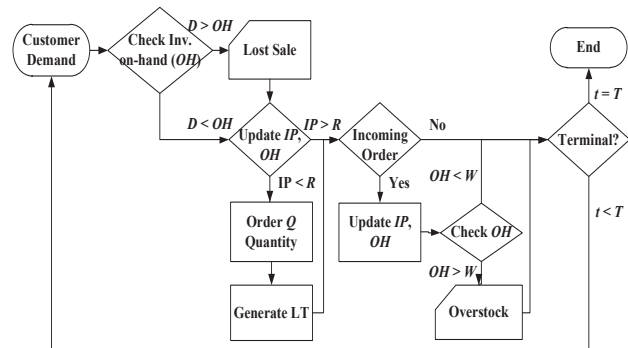 D > OH
Customer
Demand
Check Inv.
on-hand (OH)
Lost Sale
End
t = T
D < OH
Update IP,
OH
IP > R
Incoming
Order
No
Terminal?
IP < R
Yes
OH < W
t < T
Order Q
Quantity
Update IP,
OH
Check OH
OH > W
Generate LT
Overstock